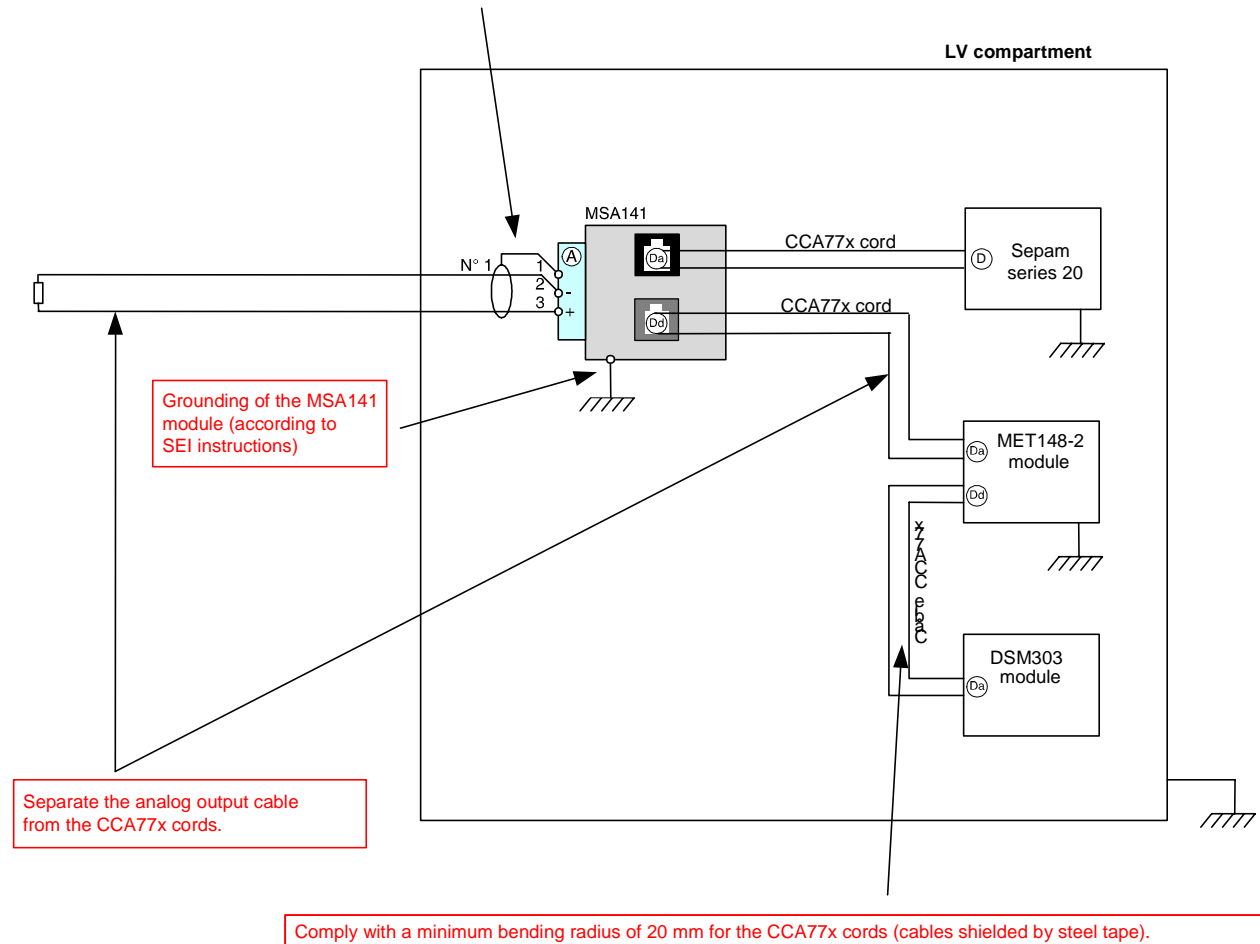 LV compartment
MSA141
CCA77x cord
Sepam
series 20
N° 1
1
2
-
3
+
A
Da
D
CCA77x cord
Dd
Grounding of the MSA141
module (according to
SEI instructions)
MET148-2
module
Da
Dd
Câble CCA77x
DSM303
module
Da
Separate the analog output cable
from the CCA77x cords.
Comply with a minimum bending radius of 20 mm for the CCA77x cords (cables shielded by steel tape).